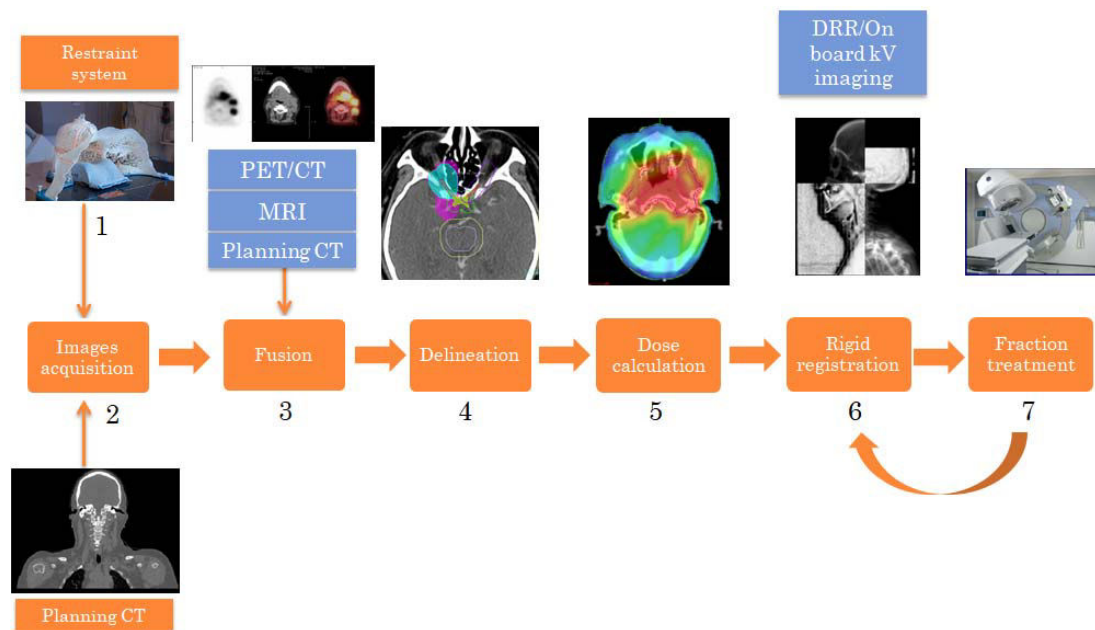 Restraint
system
DRR/On
board kV
imaging
PET/CT
MRI
Planning CT
1
Images
acquisition
Fusion
Delineation
Dose
calculation
Rigid
registration
Fraction
treatment
2
3
4
5
6
7
Planning CT